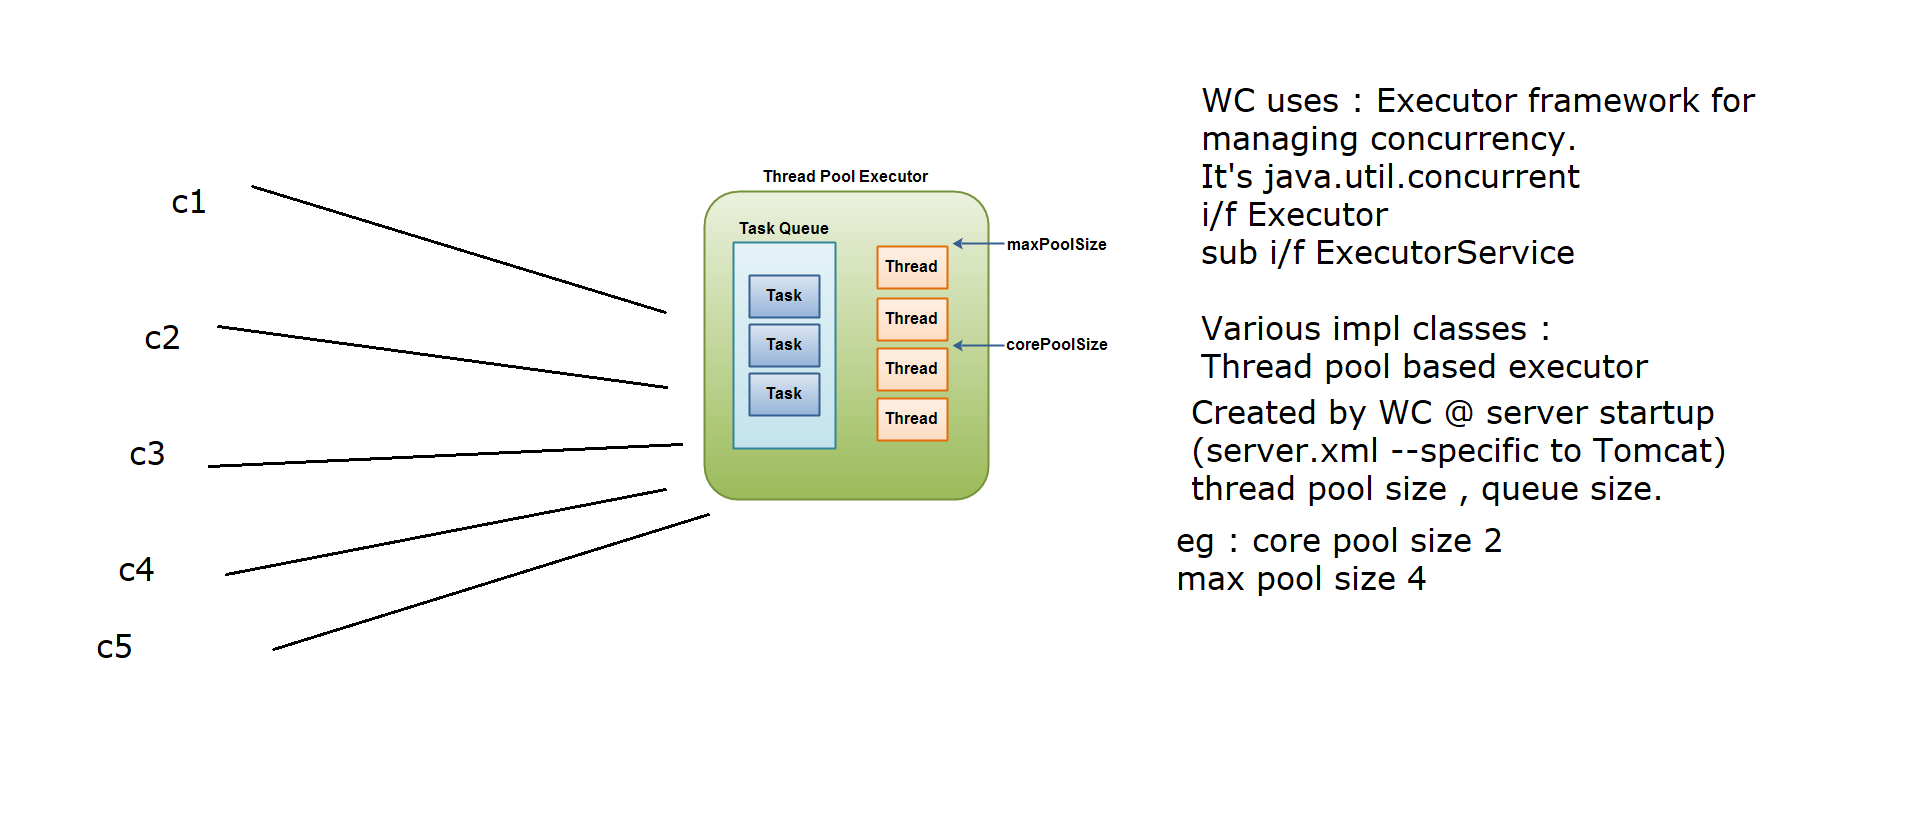 c1
c2
c3
c4
c5
Thread Pool Executor
Task Queue
Task
Task
Task
Thread
Thread
Thread
Thread
maxPoolSize
corePoolSize
WC uses : Executor framework for
managing concurrency.
It's java.util.concurrent
i/f Executor
sub i/f ExecutorService
Various impl classes :
Thread pool based executor
Created by WC @ server startup
(server.xml --specific to Tomcat)
thread pool size , queue size.
eg : core pool size 2
max pool size 4